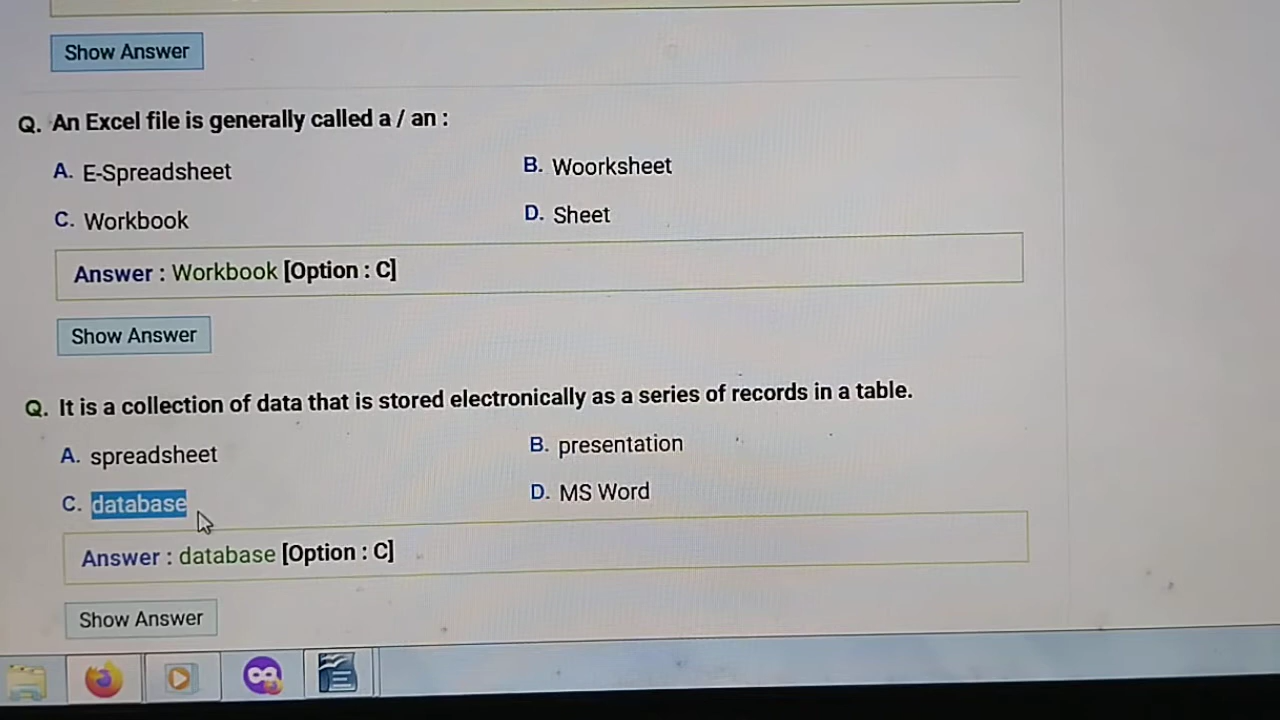 Show Answer
Q. An Excel file is generally called a / an :
A. E-Spreadsheet
B. Woorksheet
C. Workbook
D. Sheet
Answer : Workbook [Option : C]
Show Answer
Q. It is a collection of data that is stored electronically as a series of records in a table.
A. spreadsheet
B. presentation
C. database
D. MS Word
Answer : database [Option : C]
Show Answer